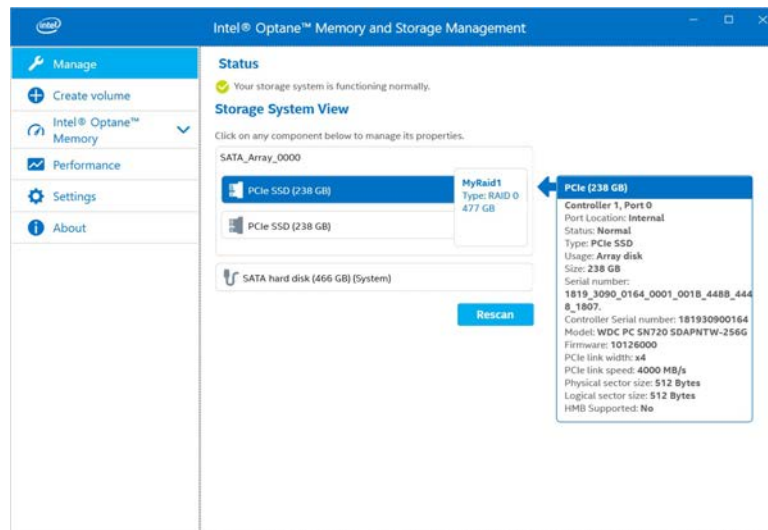 intel
Intel® Optane™ Memory and Storage Management
Manage
Create volume
Intel® Optane™
Memory
Performance
Settings
About
Status
Your storage system is functioning normally.
Storage System View
Click on any component below to manage its properties.
SATA_Array_0000
PCIe SSD (238 GB)
PCIe SSD (238 GB)
MyRaid1
Type: RAID 0
477 GB
SATA hard disk (466 GB) (System)
Rescan
PCIe (238 GB)
Controller 1, Port 0
Port Location: Internal
Status: Normal
Type: PCIe SSD
Usage: Array disk
Size: 238 GB
Serial number:
1819_3090_0164_0001_001B_448B_444
8_1807.
Controller Serial number: 181930900164
Model: WDC PC SN720 SDAPNTW-256G
Firmware: 10126000
PCIe link width: x4
PCIe link speed: 4000 MB/s
Physical sector size: 512 Bytes
Logical sector size: 512 Bytes
HMB Supported: No